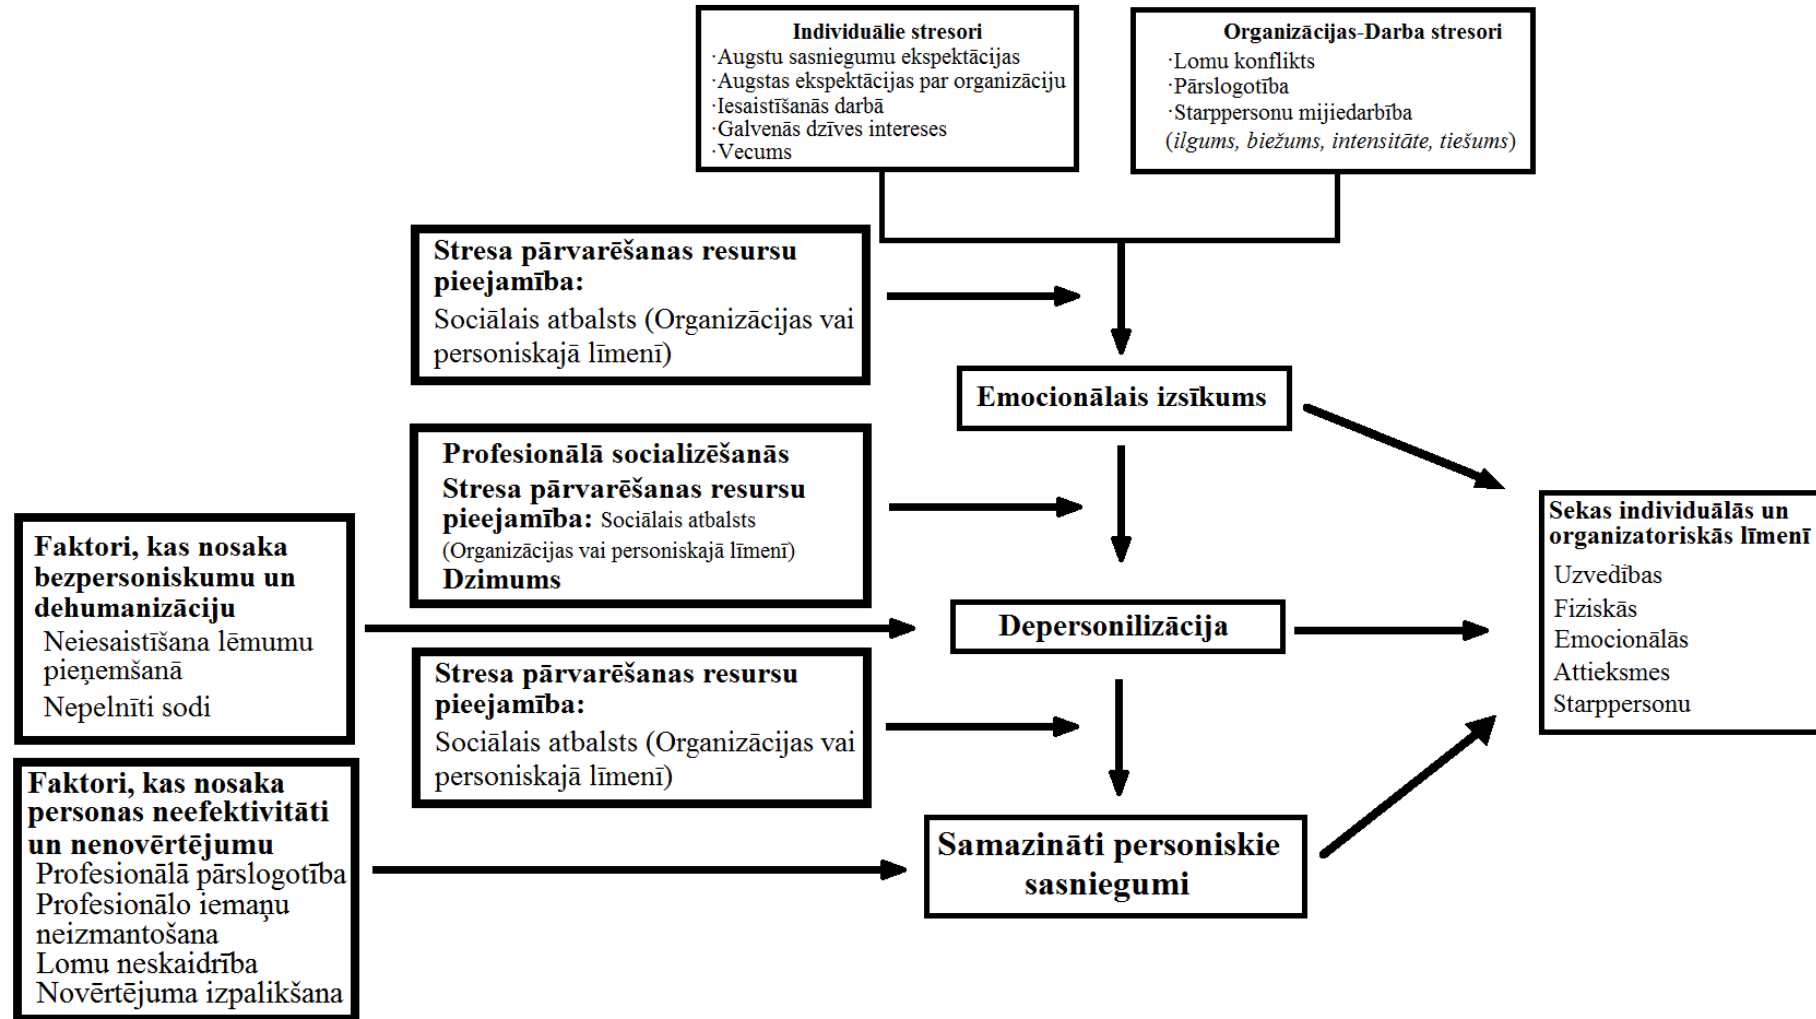 Individuālie stresori
·Augstu sasniegumu ekspektācijas
·Augstas ekspektācijas par organizāciju
·Iesaistīšanās darbā
·Galvenās dzīves intereses
·Vecums
Organizācijas-Darba stresori
·Lomu konflikts
·Pārslogotība
·Starppersonu mijiedarbība
(ilgums, biežums, intensitāte, tiešums)
Stresa pārvarēšanas resursu
pieejamība:
Sociālais atbalsts (Organizācijas vai
personiskajā līmenī)
Emocionālais izsīkums
Profesionālā socializēšanās
Stresa pārvarēšanas resursu
pieejamība: Sociālais atbalsts
(Organizācijas vai personiskajā līmenī)
Dzimums
Sekas individuālās un
organizatoriskās līmenī
Uzvedības
Fiziskās
Emocionālās
Attieksmes
Starppersonu
Faktori, kas nosaka
bezpersoniskumu un
dehumanizāciju
Neiesaistīšana lēmumu
pieņemšanā
Nepelnīti sodi
Depersonilizācija
Stresa pārvarēšanas resursu
pieejamība:
Sociālais atbalsts (Organizācijas vai
personiskajā līmenī)
Faktori, kas nosaka
personas neefektivitāti
un nenovērtējumu
Profesionālā pārslogotība
Profesionālo iemaņu
neizmantošana
Lomu neskaidrība
Novērtējuma izpalikšana
Samazināti personiskie
sasniegumi